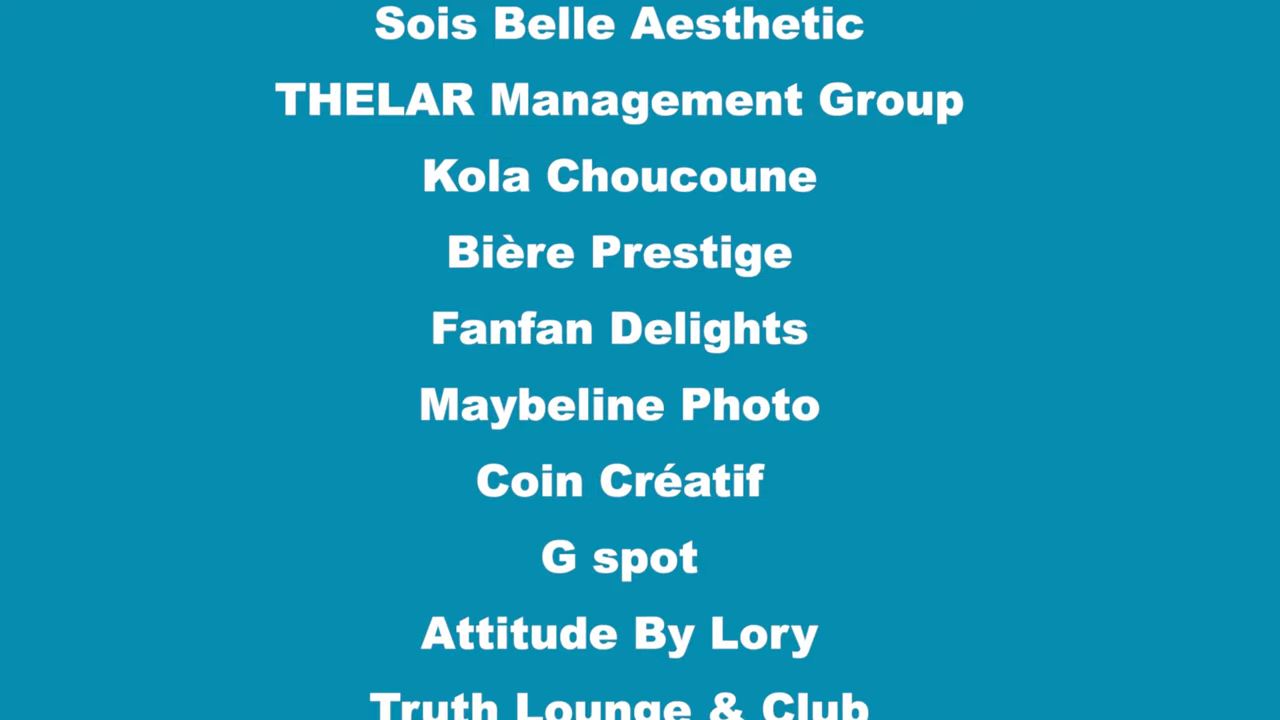 Sois Belle Aesthetic
THELAR Management Group
Kola Choucoune
Bière Prestige
Fanfan Delights
Maybeline Photo
Coin Créatif
G spot
Attitude By Lory
Truth Lounge & Club